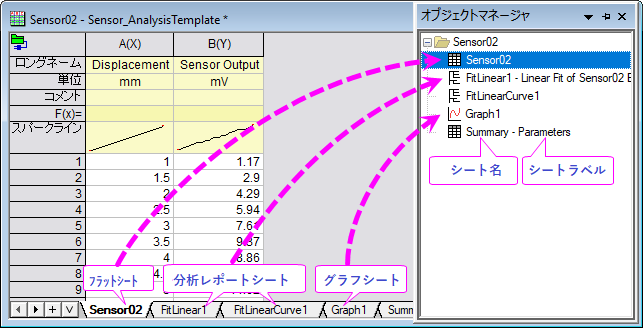 Sensor02 - Sensor_AnalysisTemplate *
A(X) B(Y)
ロングネーム Displacement Sensor Output
単位 mm mV
コメント
F(x)=
スパークライン
1 1 1.17
2 1.5 2.9
3 2 4.29
4 2.5 5.94
5 3 7.6
6 3.5 9.37
7 4 8.86
8 4.
9
フラットシート 分析レポートシート グラフシート
Sensor02 FitLinear1 FitLinearCurve1 Graph1 Summ
オブジェクトマネージャ
Sensor02
Sensor02
FitLinear1 - Linear Fit of Sensor02 B
FitLinearCurve1
Graph1
Summary - Parameters
シート名 シートラベル